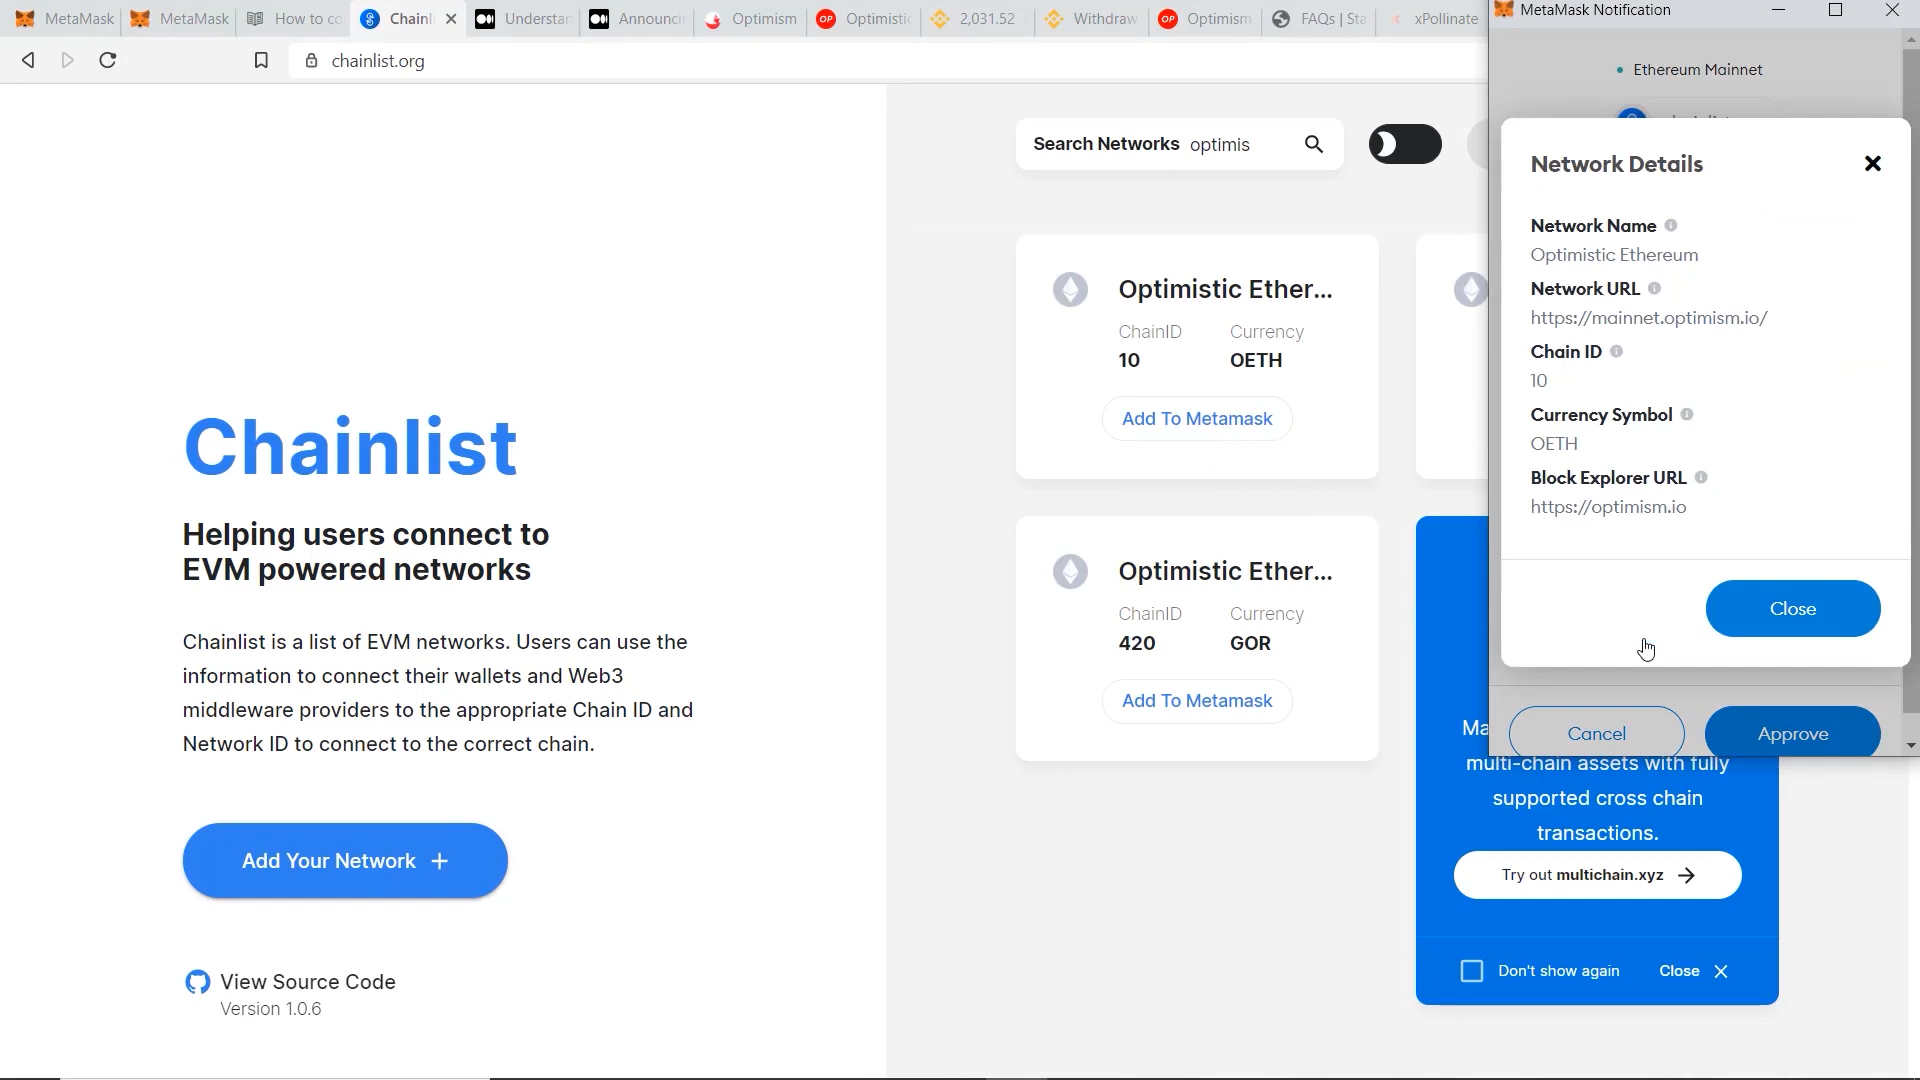 MetaMask
MetaMask
How to co
Chainli
Understan
Announci
Optimism
Optimistic
2,031.52
Withdraw
Optimism
FAQs | Sta
xPollinate
MetaMask Notification
chainlist.org
Ethereum Mainnet
Search Networks optimis
Network Details
Network Name
Optimistic Ethereum
Network URL
https://mainnet.optimism.io/
Chain ID
10
Currency Symbol
OETH
Block Explorer URL
https://optimism.io
Close
Cancel
Approve
Optimistic Ether...
ChainID Currency
10 OETH
Add To Metamask
Optimistic Ether...
ChainID Currency
420 GOR
Add To Metamask
Chainlist
Helping users connect to
EVM powered networks
Chainlist is a list of EVM networks. Users can use the
information to connect their wallets and Web3
middleware providers to the appropriate Chain ID and
Network ID to connect to the correct chain.
Add Your Network +
View Source Code
Version 1.0.6
Ma
multi-chain assets with fully
supported cross chain
transactions.
Try out multichain.xyz
Don't show again
Close